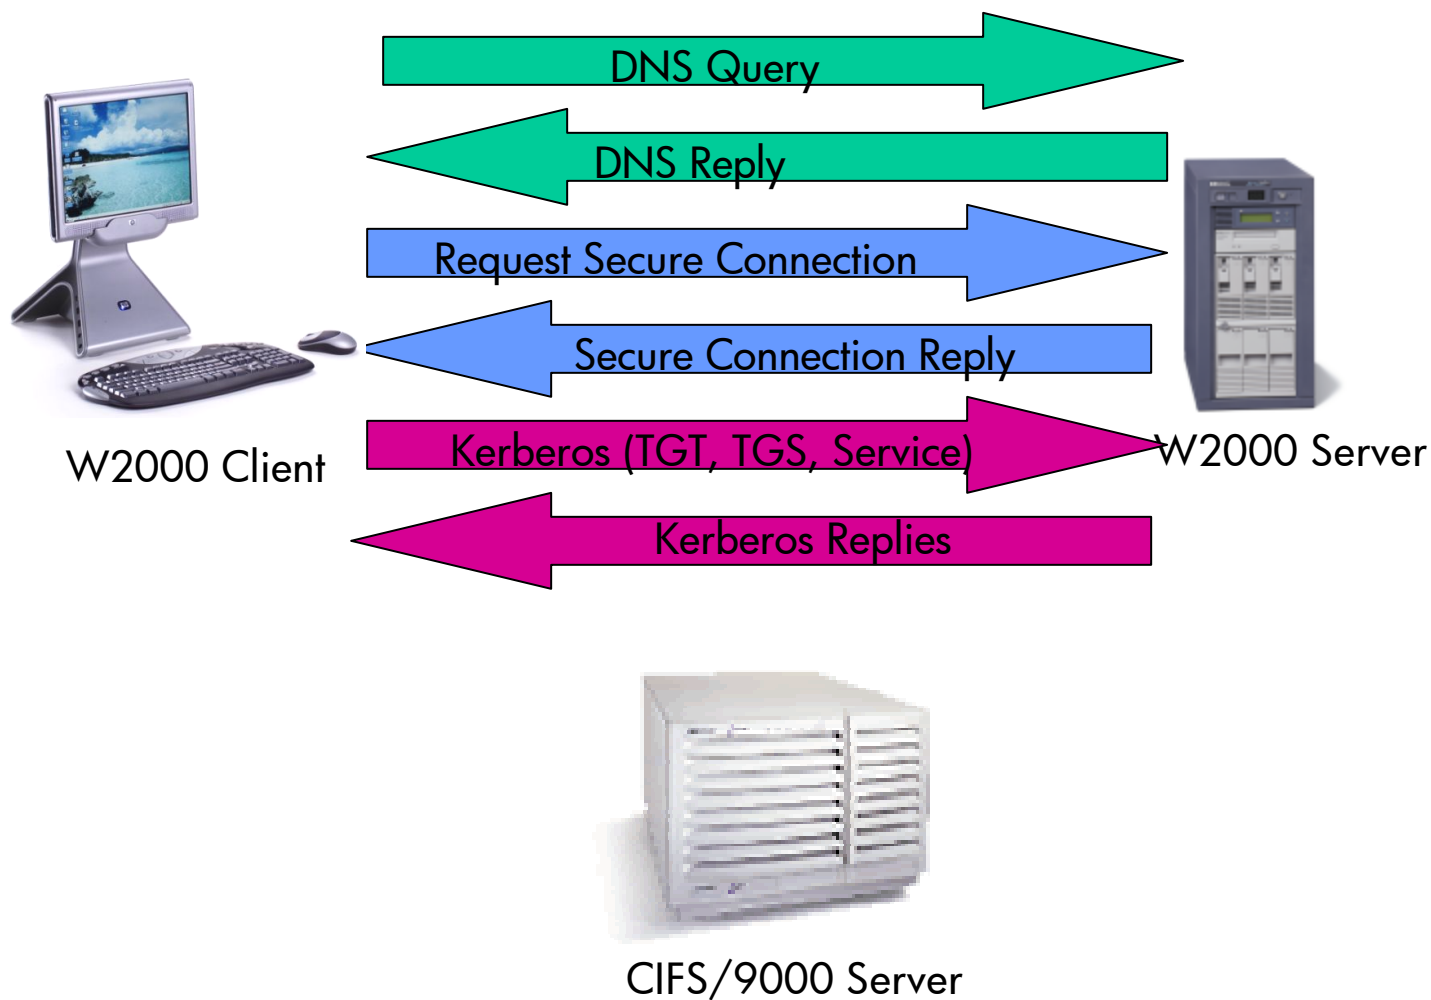 DNS Query
DNS Reply
Request Secure Connection
Secure Connection Reply
Kerberos (TGT, TGS, Service)
W2000 Server
W2000 Client
Kerberos Replies
CIFS/9000 Server